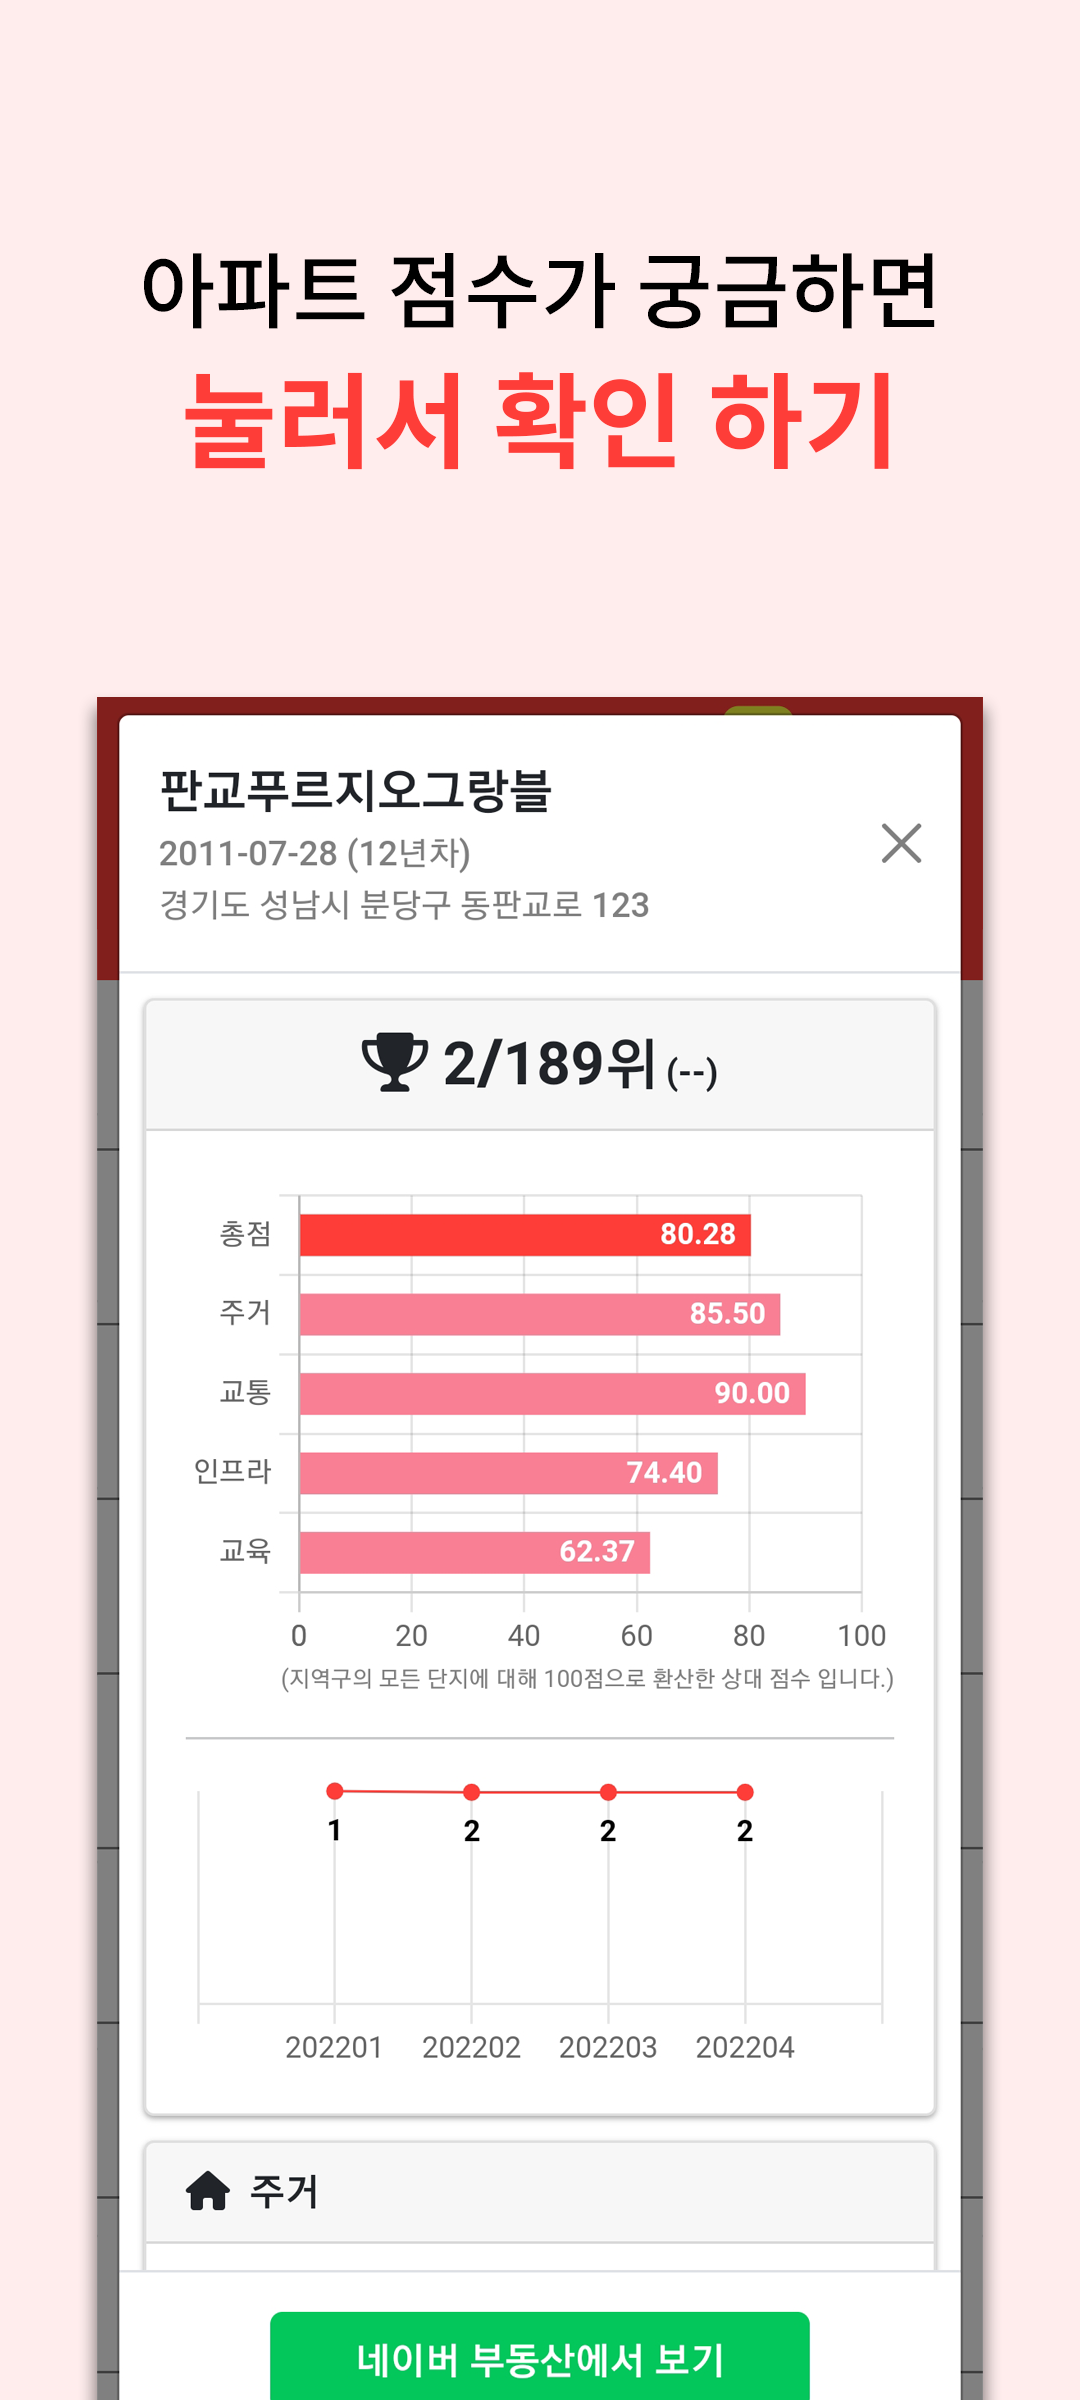 아파트 점수가 궁금하면
눌러서 확인 하기
판교푸르지오그랑블
2011-07-28 (12년차)
경기도 성남시 분당구 동판교로 123
2/189위 (--)
총점 80.28
주거 85.50
교통 90.00
인프라 74.40
교육 62.37
0 20 40 60 80 100
(지역구의 모든 단지에 대해 100점으로 환산한 상대 점수 입니다.)
1 2 2 2
202201 202202 202203 202204
주거
네이버 부동산에서 보기